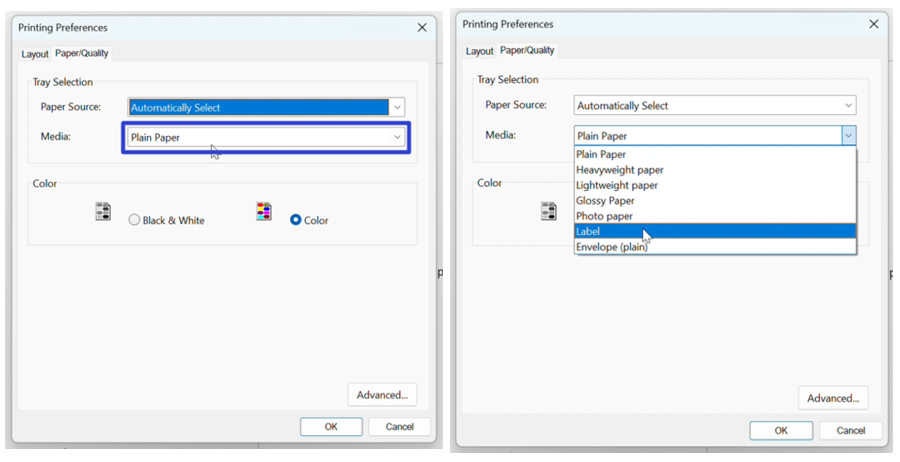 Printing Preferences
Layout Paper/Quality
Tray Selection
Paper Source: Automatically Select
Media: Plain Paper
Color
Black & White Color
Advanced...
OK Cancel
Printing Preferences
Layout Paper/Quality
Tray Selection
Paper Source: Automatically Select
Media: Plain Paper
Plain Paper
Heavyweight paper
Lightweight paper
Glossy Paper
Photo paper
Label
Envelope (plain)
Color
Advanced...
OK Cancel